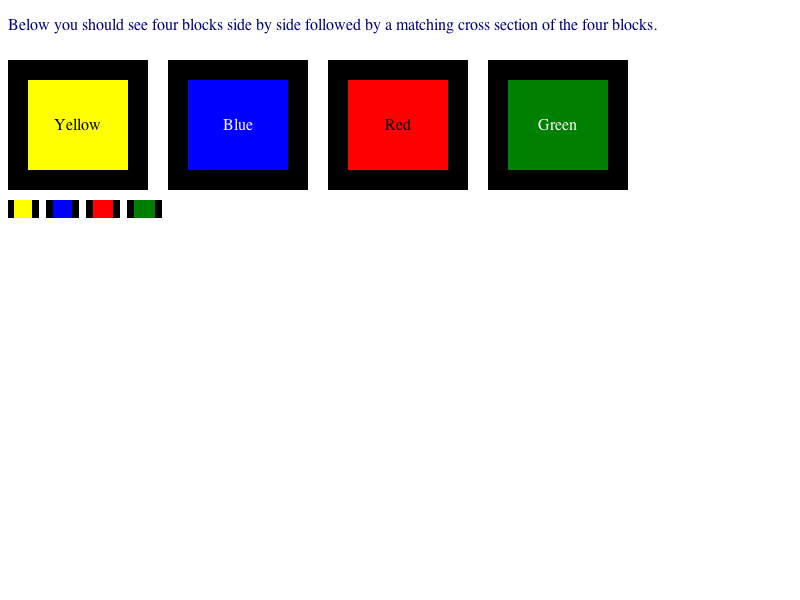 Below you should see four blocks side by side followed by a matching cross section of the four blocks.
Yellow
Blue
Red
Green